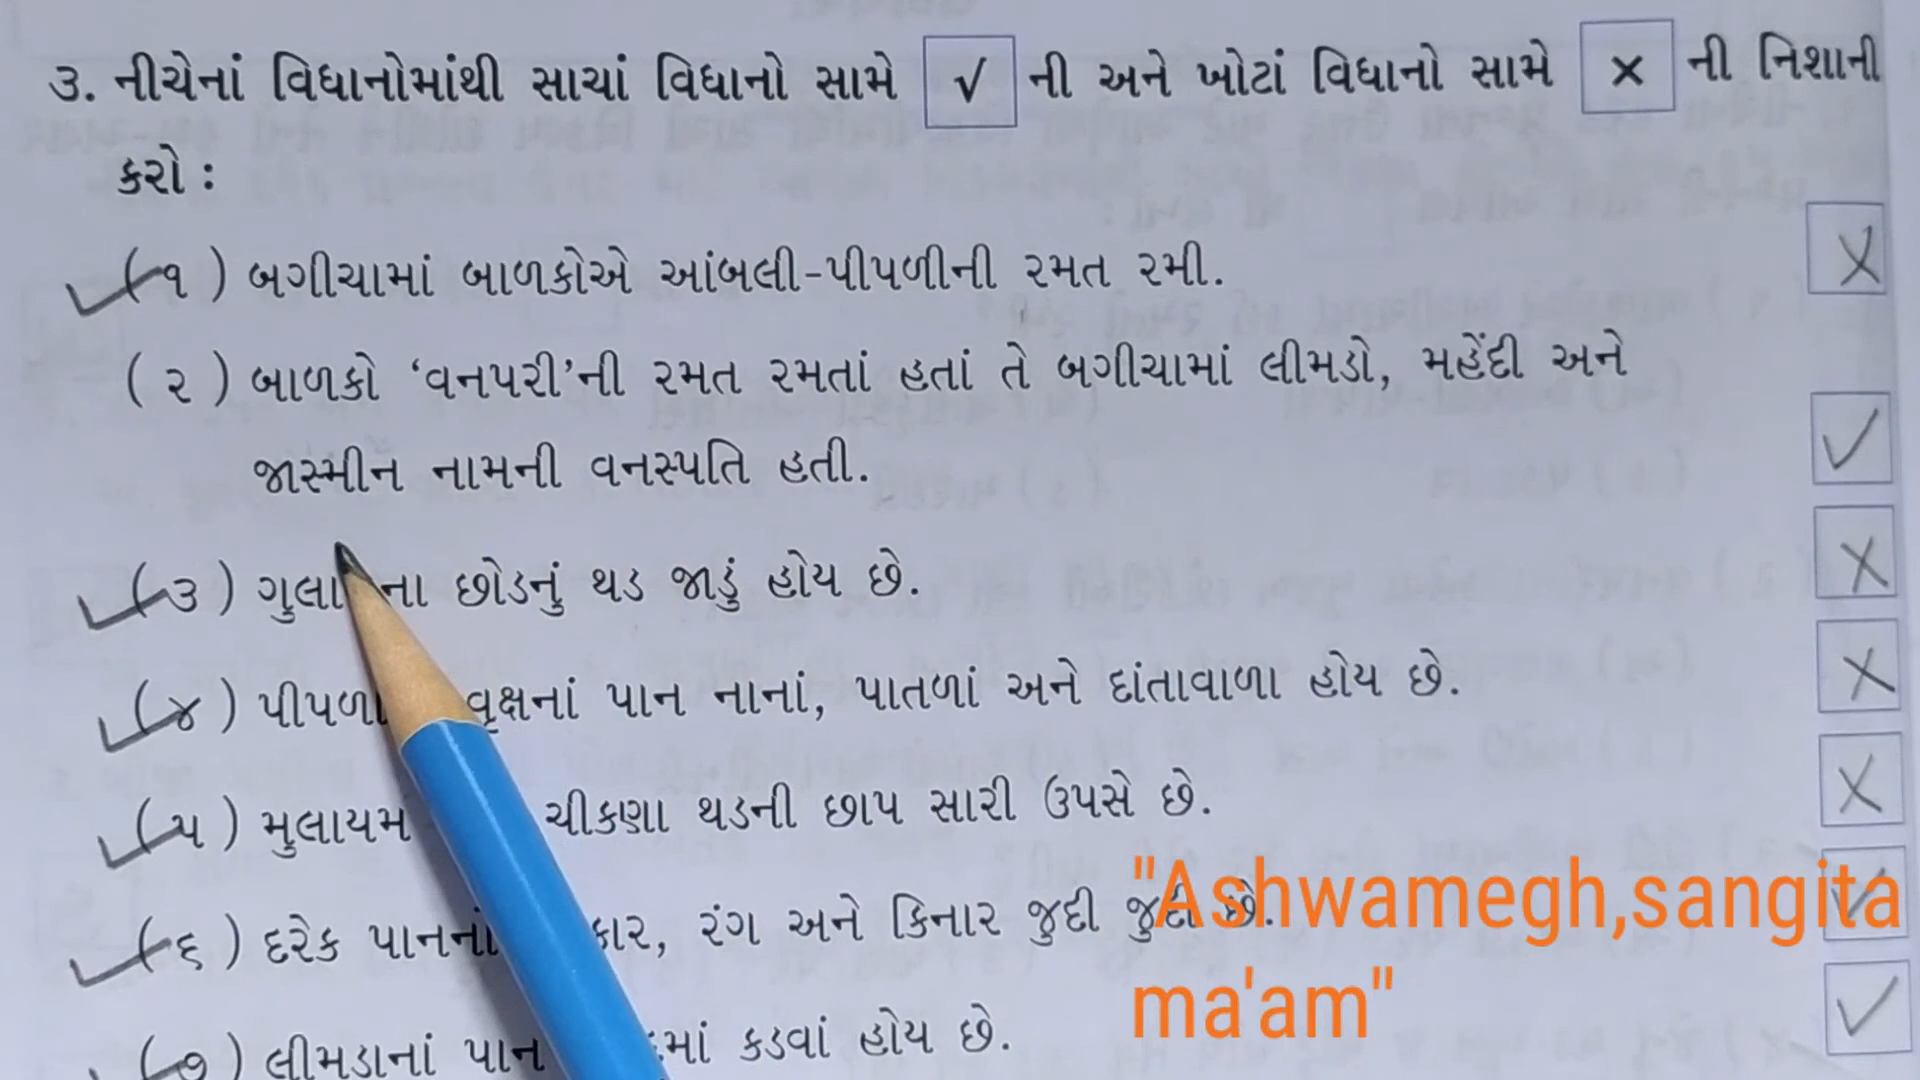 ૩. નીચેનાં વિધાનોમાંથી સાચાં વિધાનો સામે √ ની અને ખોટાં વિધાનો સામે × ની નિશાની
કરો :
(૧) બગીચામાં બાળકોએ આંબલી-પીપળીની રમત રમી. ×
(૨) બાળકો ‘વનપરી’ની રમત રમતાં હતાં તે બગીચામાં લીમડો, મહેંદી અને
જાસ્મીન નામની વનસ્પતિ હતી. ✓
(૩) છોડનું થડ જાડું હોય છે. ×
(૪) વૃક્ષનાં પાન નાનાં, પાતળાં અને દાંતાવાળા હોય છે. ×
(૫) મુલાયમ ચીકણા થડની છાપ સારી ઉપસે છે. ×
(૬) દરેક પાનનાં રંગ અને કિનાર જુદી જુદી છે. ✓
(૭) લીમડાનાં પાન કડવાં હોય છે. ✓
"Ashwamegh,sangita
ma'am"